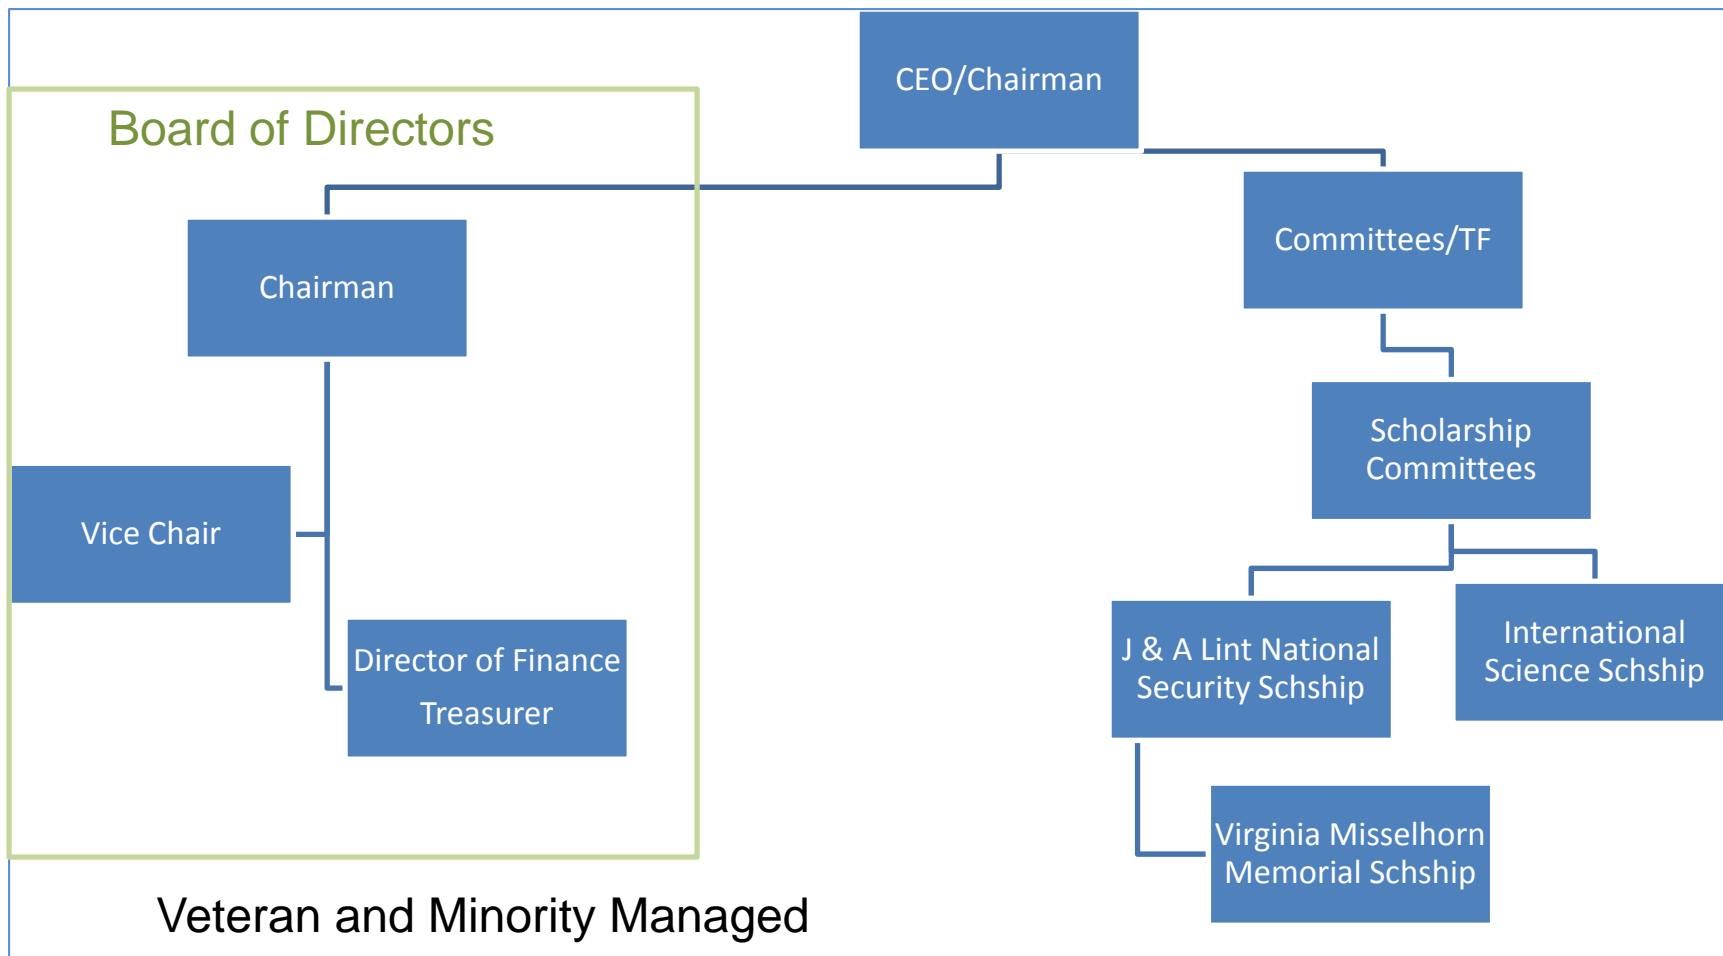 CEO/Chairman
Board of Directors
Chairman
Committees/TF
Scholarship
Committees
Vice Chair
Director of Finance
Treasurer
J & A Lint National
Security Schship
International
Science Schship
Virginia Misselhorn
Memorial Schship
Veteran and Minority Managed